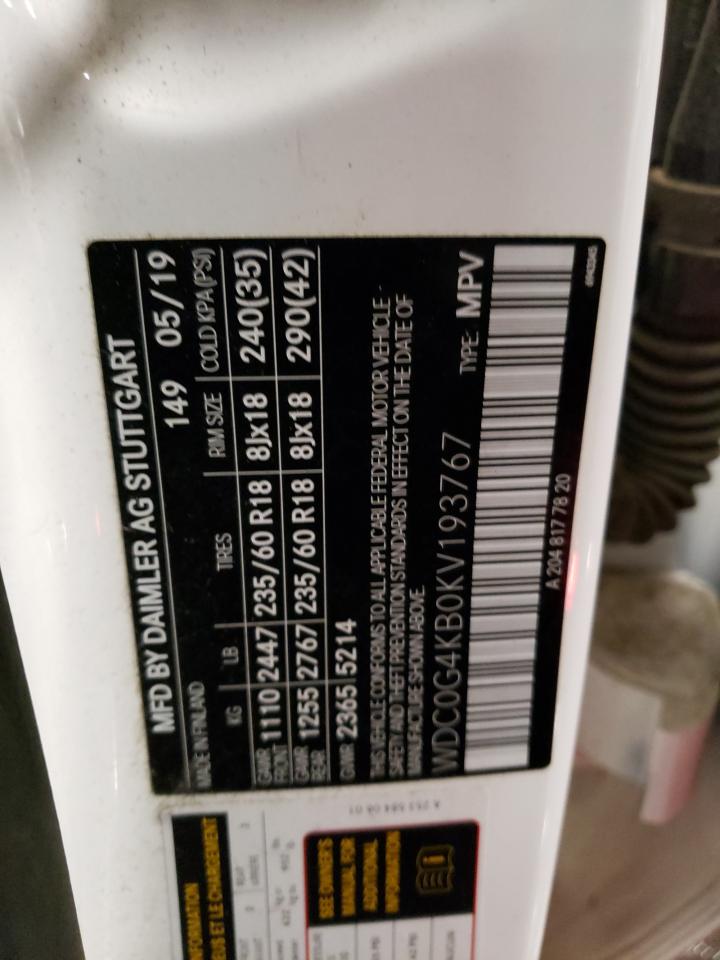 MFD BY DAIMLER AG STUTTGART
MADE IN FINLAND 149 05/19
KG LB TIRES RIM SIZE COLD KPA (PSI)
GAWR FRONT 1110 2447 235/60 R18 8Jx18 240(35)
GAWR REAR 1255 2767 235/60 R18 8Jx18 290(42)
GVWR 2365 5214
THIS VEHICLE CONFORMS TO ALL APPLICABLE FEDERAL MOTOR VEHICLE
SAFETY AND THEFT PREVENTION STANDARDS IN EFFECT ON THE DATE OF
MANUFACTURE SHOWN ABOVE.
WDC0G4KB0KV193767 TYPE: MPV
A 204 817 78 20
SEE OWNER'S
MANUAL FOR
ADDITIONAL
INFORMATION